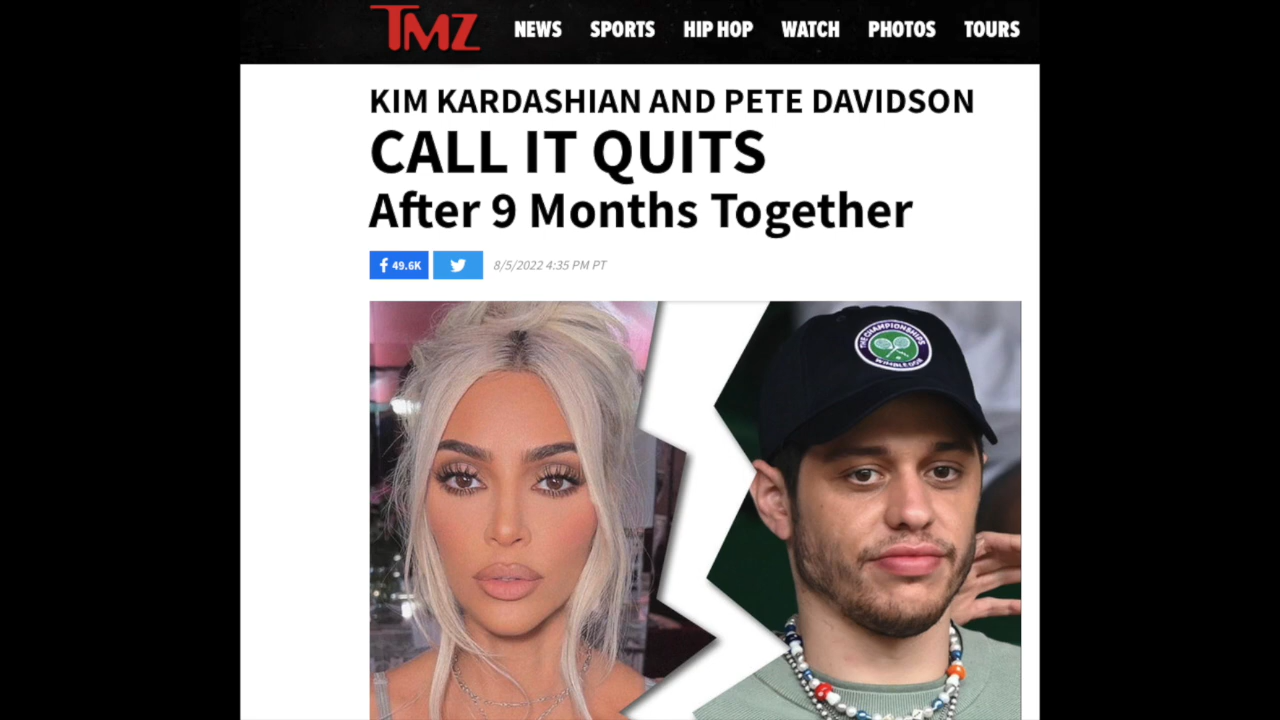 TMZ NEWS SPORTS HIP HOP WATCH PHOTOS TOURS
KIM KARDASHIAN AND PETE DAVIDSON
CALL IT QUITS
After 9 Months Together
49.6K 8/5/2022 4:35 PM PT
THE CHAMPIONSHIPS
WIMBLEDON